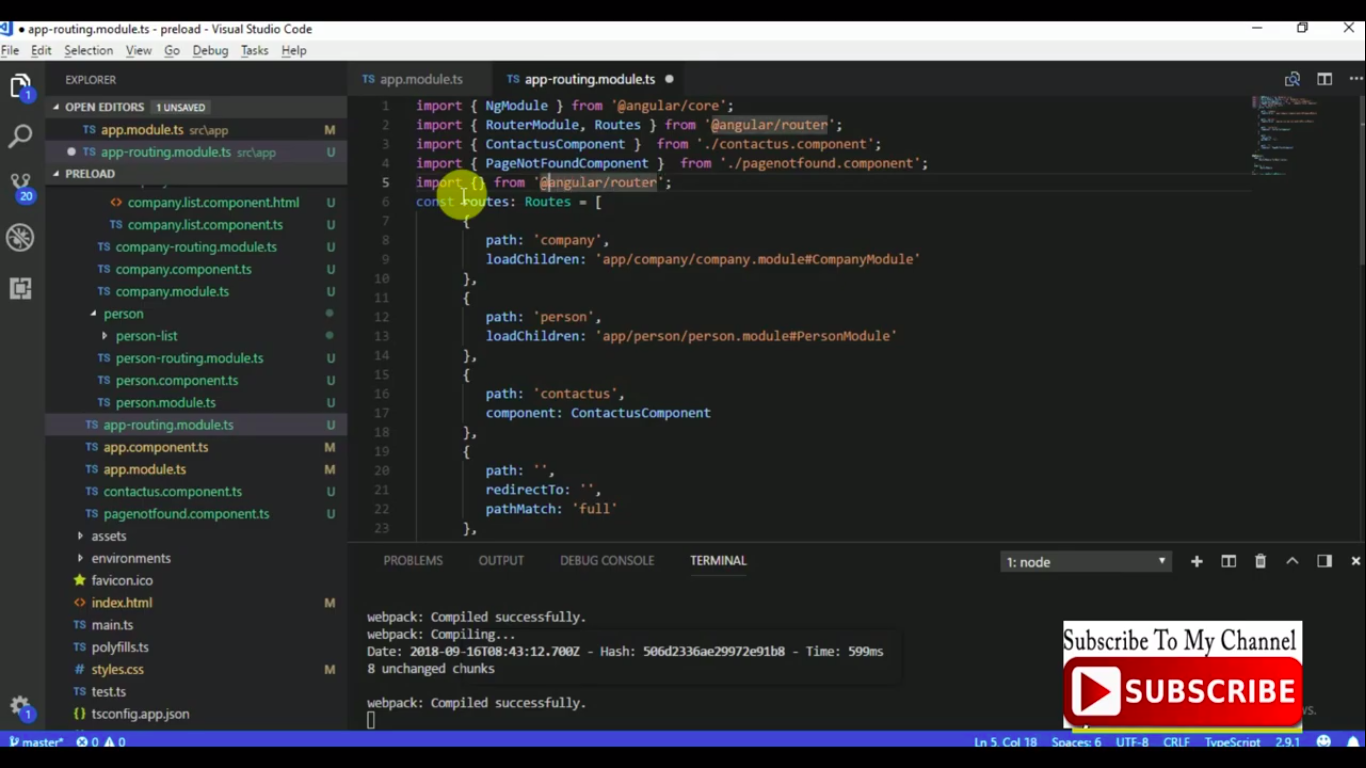 app-routing.module.ts - preload - Visual Studio Code
File Edit Selection View Go Debug Tasks Help
EXPLORER
OPEN EDITORS 1 UNSAVED
TS app.module.ts src\app M
TS app-routing.module.ts src\app U
PRELOAD
<> company.list.component.html U
TS company.list.component.ts U
TS company-routing.module.ts U
TS company.component.ts U
TS company.module.ts U
person
person-list
TS person-routing.module.ts U
TS person.component.ts U
TS person.module.ts U
TS app-routing.module.ts U
TS app.component.ts M
TS app.module.ts M
TS contactus.component.ts U
TS pagenotfound.component.ts U
assets
environments
favicon.ico
<> index.html M
TS main.ts
TS polyfills.ts
# styles.css M
TS test.ts
{} tsconfig.app.json
1
20
1
TS app.module.ts TS app-routing.module.ts
1 import { NgModule } from '@angular/core';
2 import { RouterModule, Routes } from '@angular/router';
3 import { ContactusComponent } from './contactus.component';
4 import { PageNotFoundComponent } from './pagenotfound.component';
5 import {} from '@angular/router';
6 const routes: Routes = [
7 {
8 path: 'company',
9 loadChildren: 'app/company/company.module#CompanyModule'
10 },
11 {
12 path: 'person',
13 loadChildren: 'app/person/person.module#PersonModule'
14 },
15 {
16 path: 'contactus',
17 component: ContactusComponent
18 },
19 {
20 path: '',
21 redirectTo: '',
22 pathMatch: 'full'
23 },
PROBLEMS OUTPUT DEBUG CONSOLE TERMINAL 1: node
webpack: Compiled successfully.
webpack: Compiling...
Date: 2018-09-16T08:43:12.700Z - Hash: 506d2336ae29972e91b8 - Time: 599ms
8 unchanged chunks
webpack: Compiled successfully.
Subscribe To My Channel
SUBSCRIBE
master* 0 0 Ln 5, Col 18 Spaces: 6 UTF-8 CRLF TypeScript 2.9.1